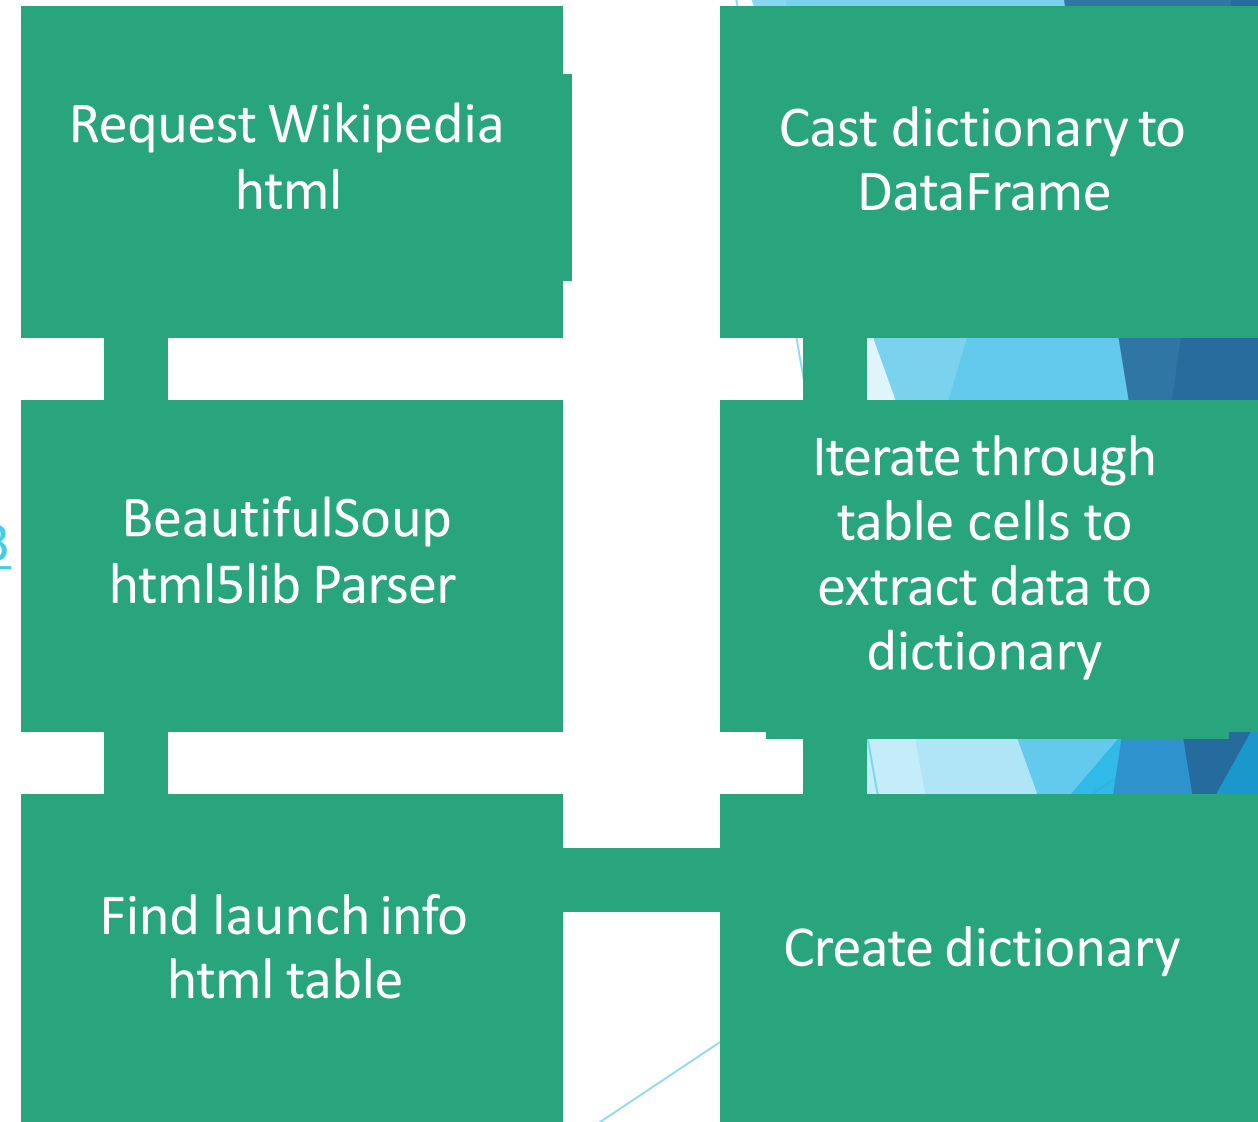 Request Wikipedia
html
BeautifulSoup
html5lib Parser
Find launch info
html table
Create dictionary
Iterate through
table cells to
extract data to
dictionary
Cast dictionary to
DataFrame